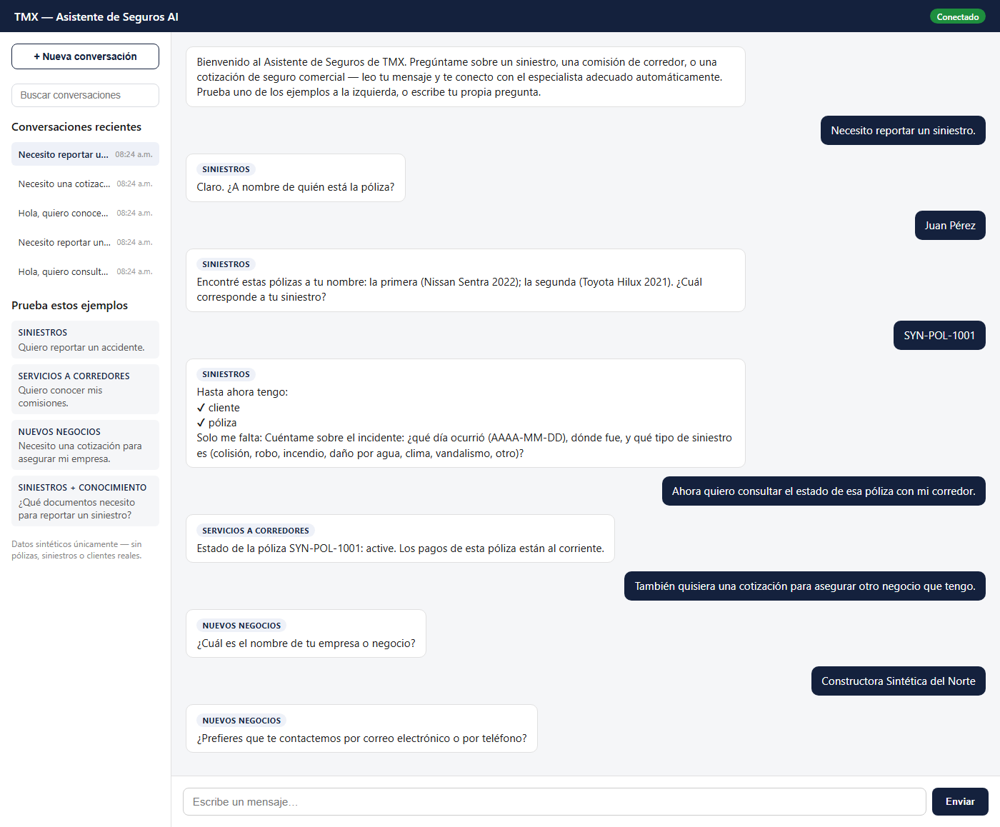 TMX — Asistente de Seguros AI
Conectado
+ Nueva conversación
Buscar conversaciones
Conversaciones recientes
Necesito reportar u... 08:24 a.m.
Necesito una cotizac... 08:24 a.m.
Hola, quiero conoce... 08:24 a.m.
Necesito reportar un... 08:24 a.m.
Hola, quiero consult... 08:24 a.m.
Prueba estos ejemplos
SINIESTROS
Quiero reportar un accidente.
SERVICIOS A CORREDORES
Quiero conocer mis
comisiones.
NUEVOS NEGOCIOS
Necesito una cotización para
asegurar mi empresa.
SINIESTROS + CONOCIMIENTO
¿Qué documentos necesito
para reportar un siniestro?
Datos sintéticos únicamente — sin
pólizas, siniestros o clientes reales.
Bienvenido al Asistente de Seguros de TMX. Pregúntame sobre un siniestro, una comisión de corredor, o una
cotización de seguro comercial — leo tu mensaje y te conecto con el especialista adecuado automáticamente.
Prueba uno de los ejemplos a la izquierda, o escribe tu propia pregunta.
Necesito reportar un siniestro.
SINIESTROS
Claro. ¿A nombre de quién está la póliza?
Juan Pérez
SINIESTROS
Encontré estas pólizas a tu nombre: la primera (Nissan Sentra 2022); la segunda (Toyota Hilux 2021). ¿Cuál
corresponde a tu siniestro?
SYN-POL-1001
SINIESTROS
Hasta ahora tengo:
✓ cliente
✓ póliza
Solo me falta: Cuéntame sobre el incidente: ¿qué día ocurrió (AAAA-MM-DD), dónde fue, y qué tipo de siniestro
es (colisión, robo, incendio, daño por agua, clima, vandalismo, otro)?
Ahora quiero consultar el estado de esa póliza con mi corredor.
SERVICIOS A CORREDORES
Estado de la póliza SYN-POL-1001: active. Los pagos de esta póliza están al corriente.
También quisiera una cotización para asegurar otro negocio que tengo.
NUEVOS NEGOCIOS
¿Cuál es el nombre de tu empresa o negocio?
Constructora Sintética del Norte
NUEVOS NEGOCIOS
¿Prefieres que te contactemos por correo electrónico o por teléfono?
Escribe un mensaje...
Enviar